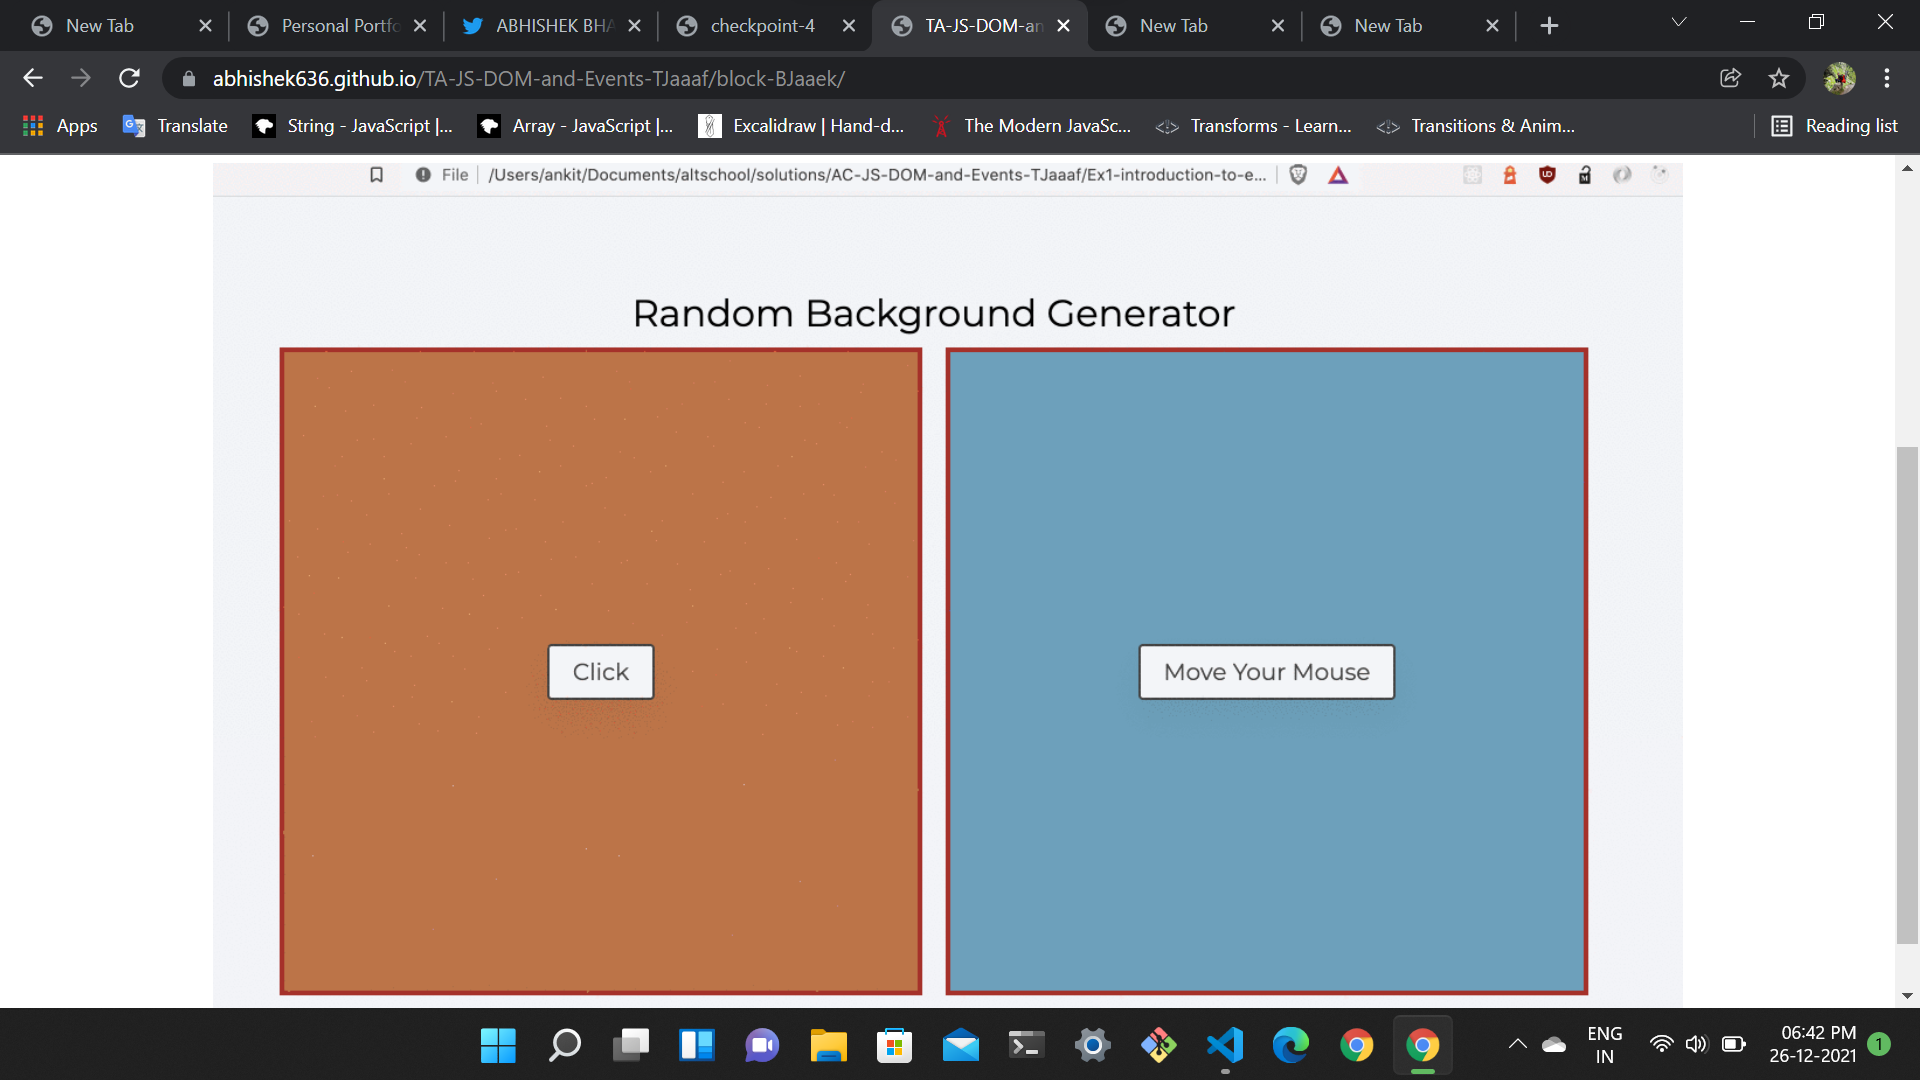 New Tab
Personal Portfo
ABHISHEK BHA
checkpoint-4
TA-JS-DOM-an
New Tab
New Tab
abhishek636.github.io/TA-JS-DOM-and-Events-TJaaaf/block-BJaaek/
Apps
Translate
String - JavaScript |...
Array - JavaScript |...
Excalidraw | Hand-d...
The Modern JavaSc...
Transforms - Learn...
Transitions & Anim...
Reading list
File
/Users/ankit/Documents/altschool/solutions/AC-JS-DOM-and-Events-TJaaaf/Ex1-introduction-to-e...
Random Background Generator
Click
Move Your Mouse
ENG
IN
06:42 PM
26-12-2021
1